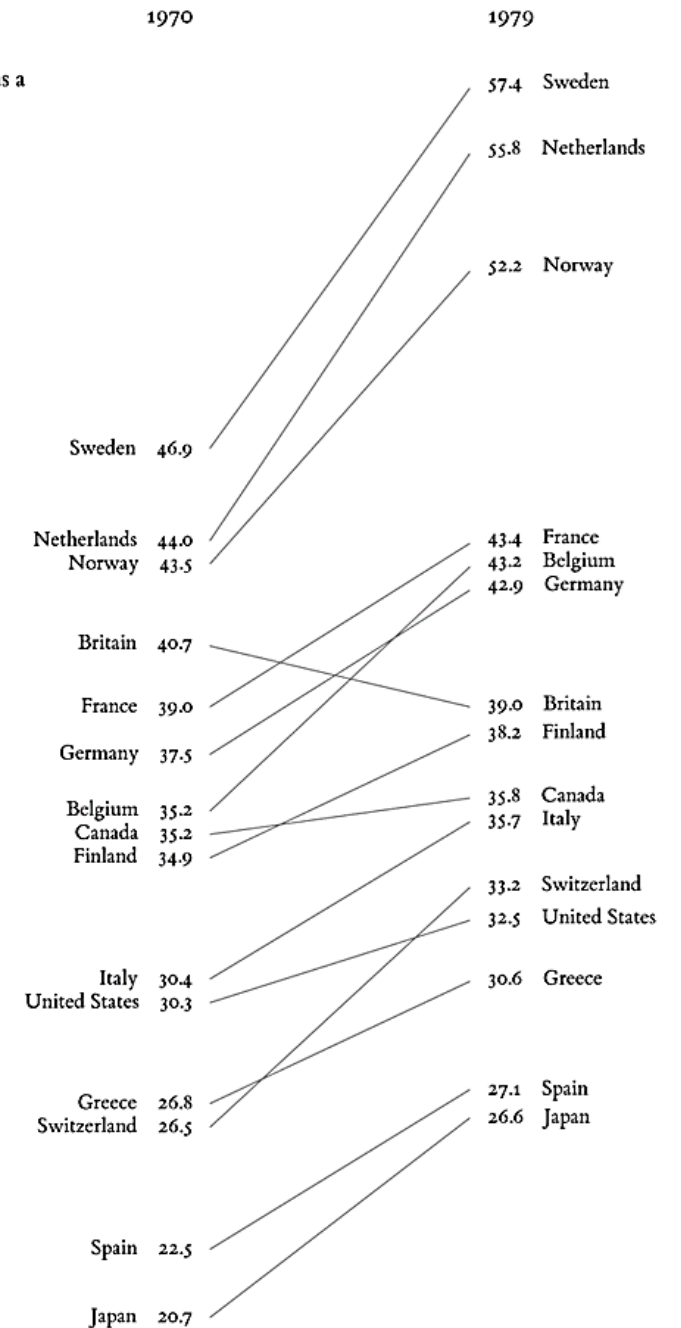 1970 1979
s a
57.4 Sweden
55.8 Netherlands
52.2 Norway
Sweden 46.9
Netherlands 44.0
43.4 France
Norway 43.5
43.2 Belgium
42.9 Germany
Britain 40.7
France 39.0
39.0 Britain
38.2 Finland
Germany 37.5
35.8 Canada
Belgium 35.2
35.7 Italy
Canada 35.2
Finland 34.9
33.2 Switzerland
32.5 United States
Italy 30.4
30.6 Greece
United States 30.3
27.1 Spain
Greece 26.8
26.6 Japan
Switzerland 26.5
Spain 22.5
Japan 20.7